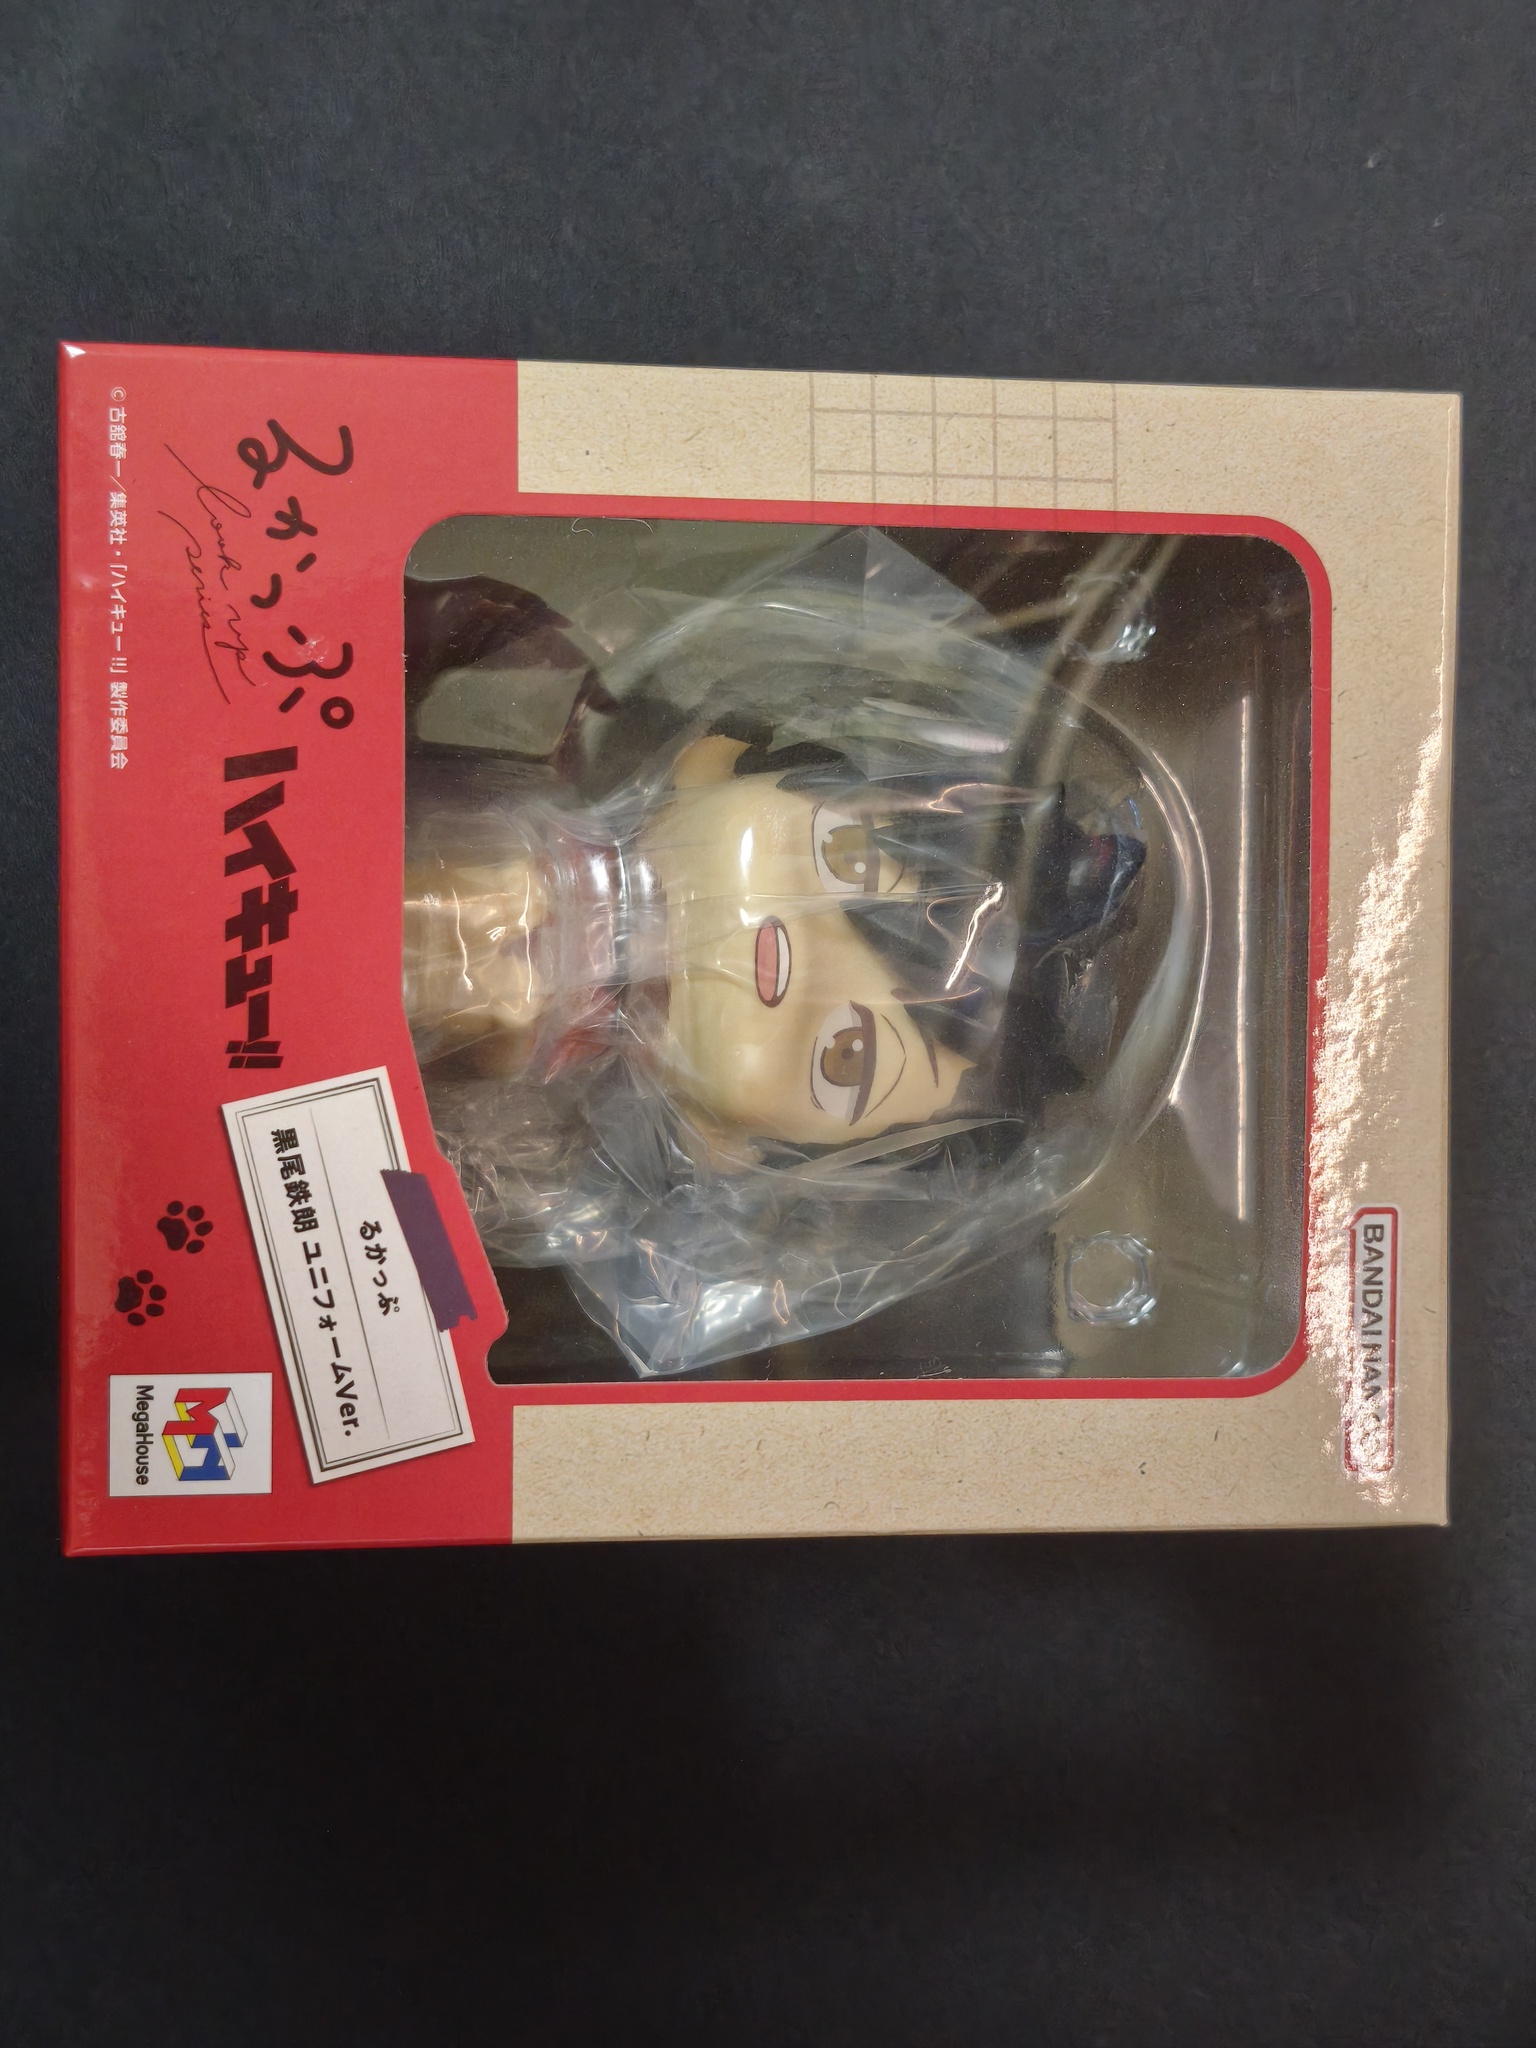 BANDAI NAMCO
るかっぷ
look up
series
ハイキュー!!
るかっぷ
黒尾鉄朗 ユニフォームVer.
©古舘春一／集英社・「ハイキュー!!」製作委員会
MegaHouse